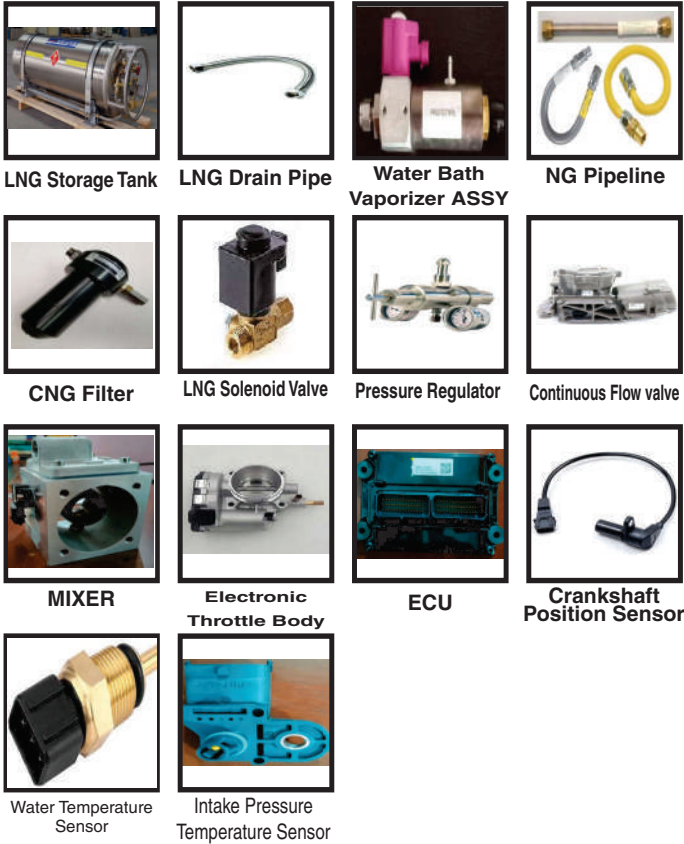 LNG Storage Tank
LNG Drain Pipe
Water Bath
Vaporizer ASSY
NG Pipeline
CNG Filter
LNG Solenoid Valve
Pressure Regulator
Continuous Flow valve
MIXER
Electronic
Throttle Body
ECU
Crankshaft
Position Sensor
Water Temperature
Sensor
Intake Pressure
Temperature Sensor